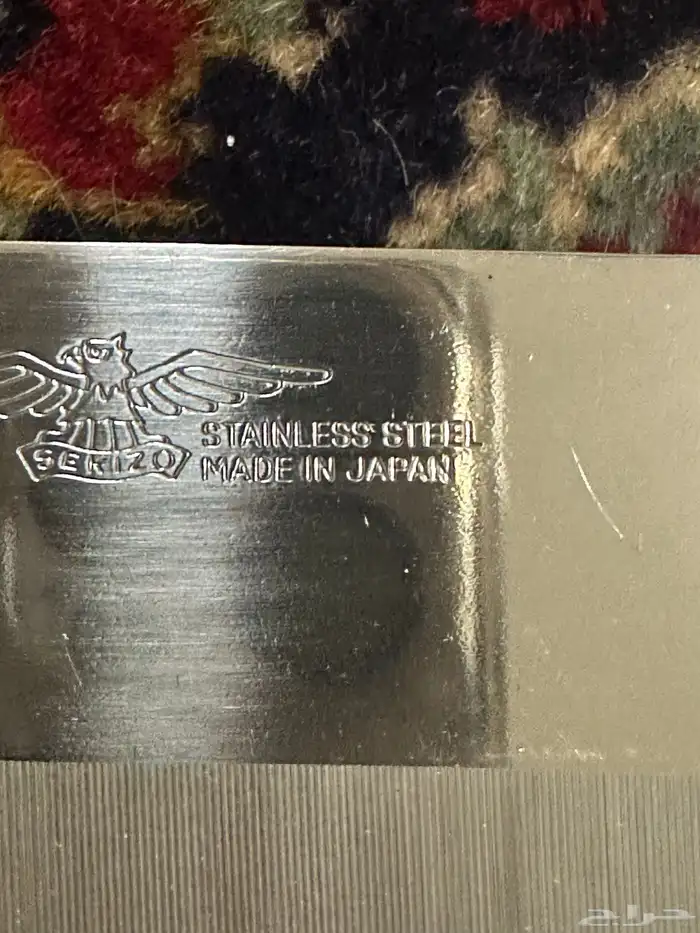 SEKIZO
STAINLESS STEEL
MADE IN JAPAN
حراج